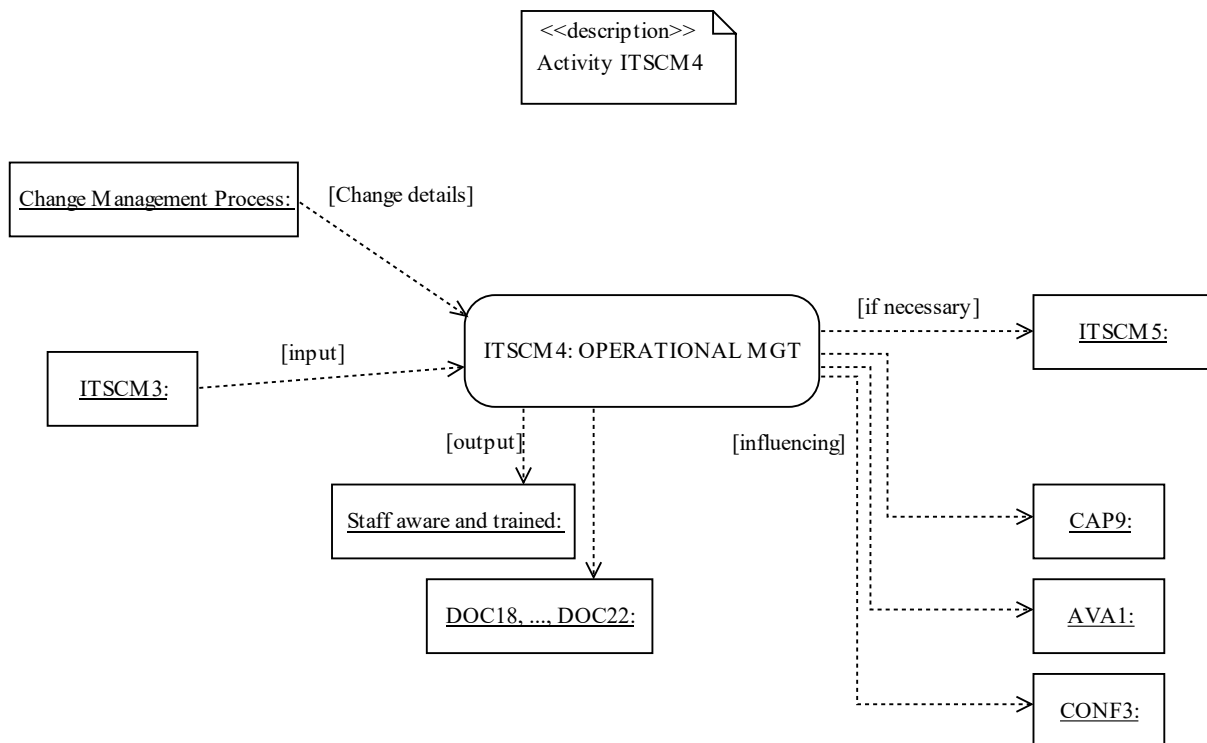 <<description>>
Activity ITSCM4
Change Management Process:
[Change details]
ITSCM4: OPERATIONAL MGT
[if necessary]
ITSCM5:
[input]
ITSCM3:
[output]
[influencing]
Staff aware and trained:
CAP9:
DOC18, ..., DOC22:
AVA1:
CONF3: